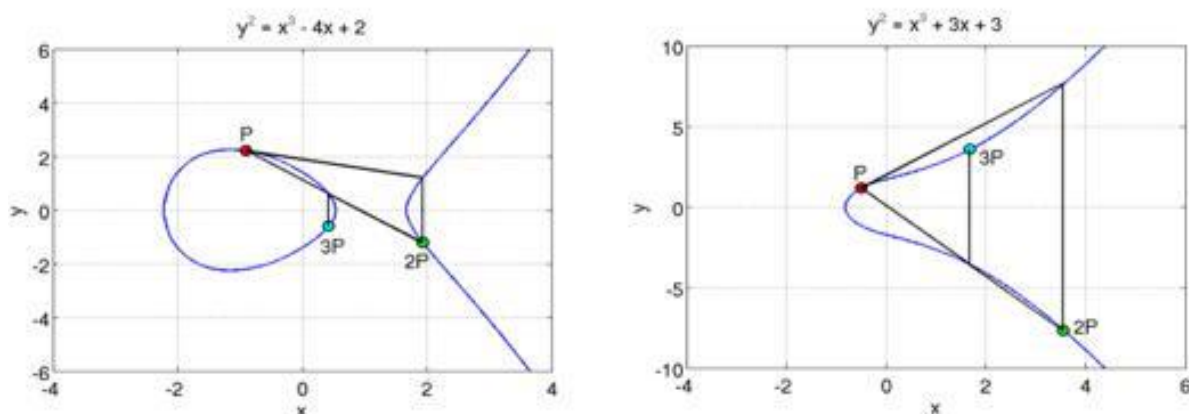 y² = x³ - 4x + 2
6
4
2
0
-2
-4
-6
y
P
3P
2P
-4 -2 0 2 4
x
y² = x³ + 3x + 3
10
5
0
-5
-10
y
P
3P
2P
-4 -2 0 2 4 6
x